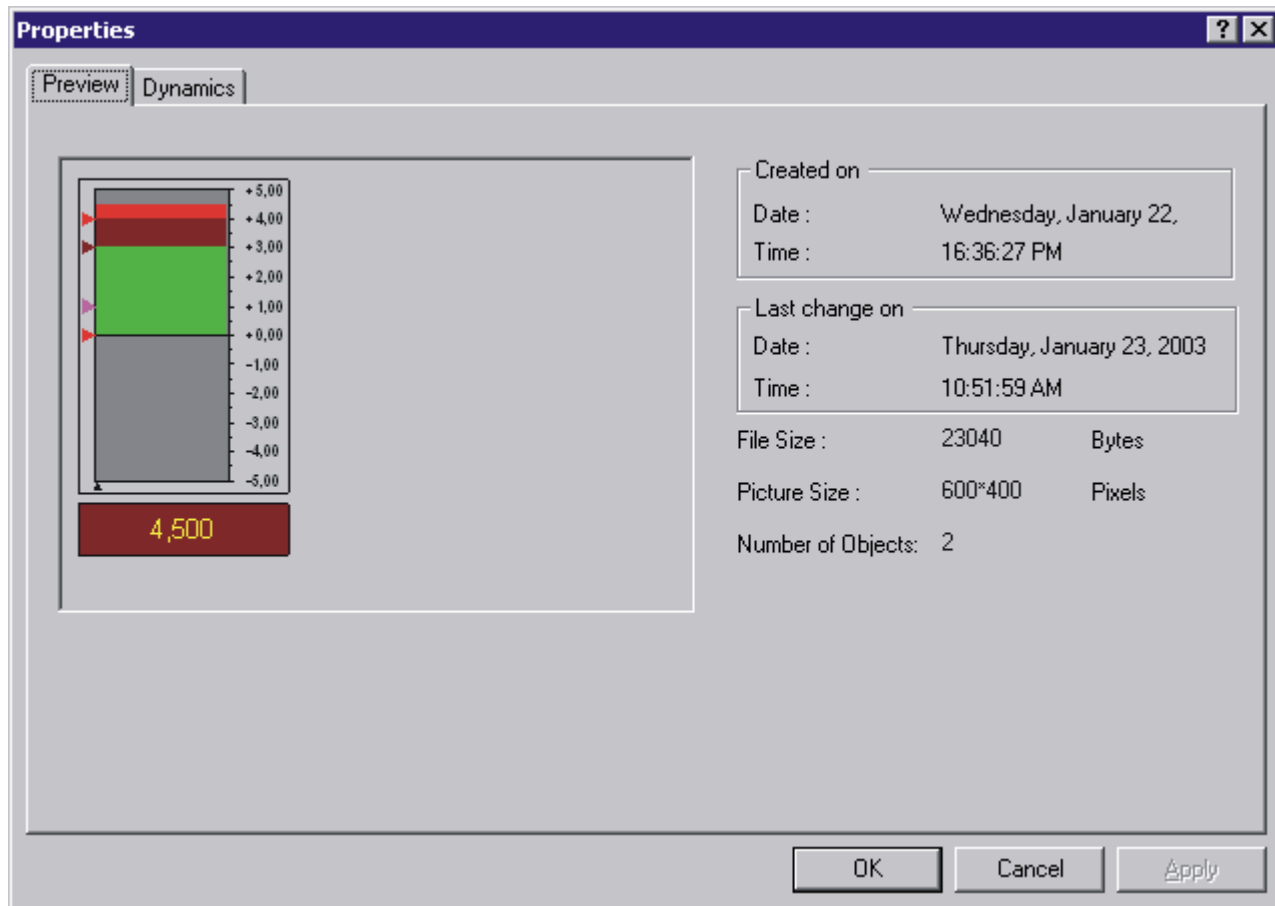 Properties
Preview
Dynamics
+5,00
+4,00
+3,00
+2,00
+1,00
+0,00
-1,00
-2,00
-3,00
-4,00
-5,00
4,500
Created on
Date : Wednesday, January 22,
Time : 16:36:27 PM
Last change on
Date : Thursday, January 23, 2003
Time : 10:51:59 AM
File Size : 23040 Bytes
Picture Size : 600*400 Pixels
Number of Objects: 2
OK
Cancel
Apply